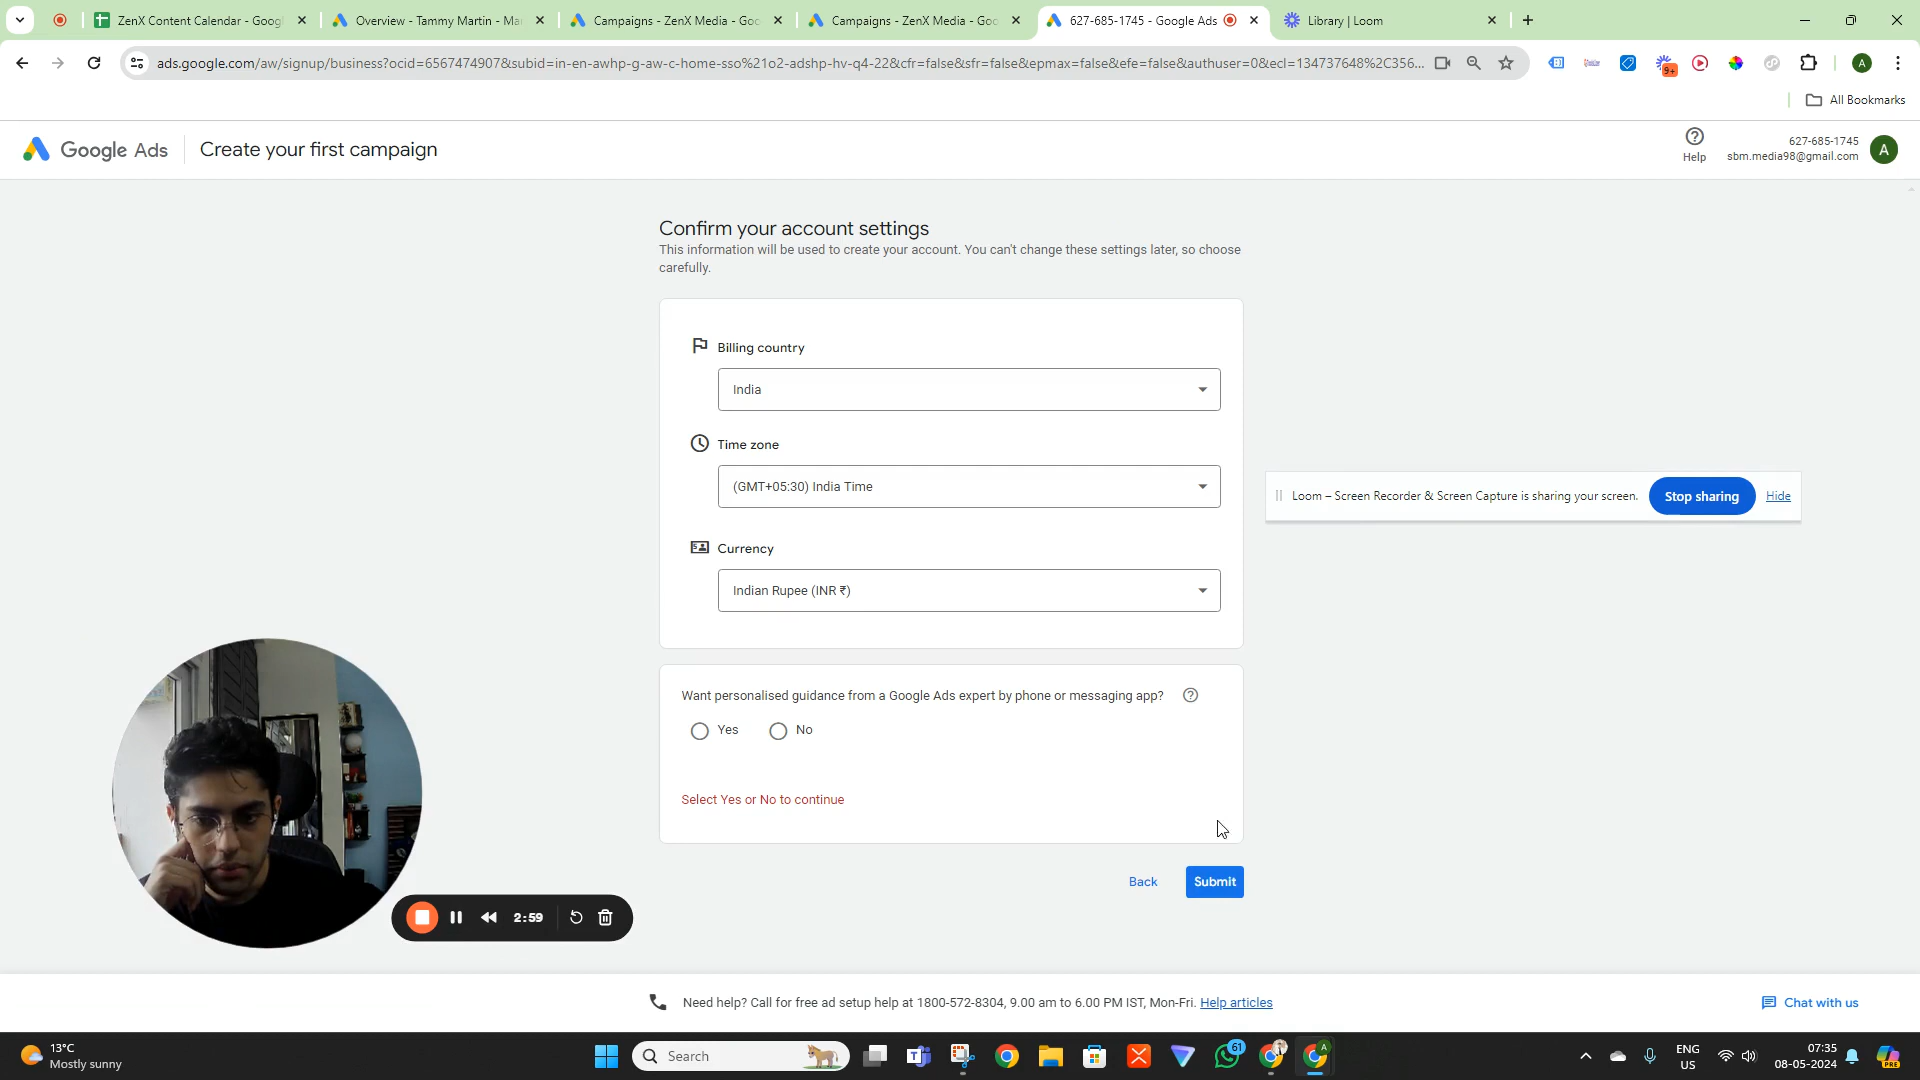 ZenX Content Calendar - Googl
Overview - Tammy Martin - Ma
Campaigns - ZenX Media - Goo
Campaigns - ZenX Media - Goo
627-685-1745 - Google Ads
Library | Loom
ads.google.com/aw/signup/business?ocid=6567474907&subid=in-en-awhp-g-aw-c-home-sso%21o2-adshp-hv-q4-22&cfr=false&sfr=false&epmax=false&efe=false&authuser=0&ecl=134737648%2C356...
9+
A
All Bookmarks
Google Ads
Create your first campaign
Help
627-685-1745
sbm.media98@gmail.com
A
Confirm your account settings
This information will be used to create your account. You can't change these settings later, so choose
carefully.
Billing country
India
Time zone
(GMT+05:30) India Time
Loom – Screen Recorder & Screen Capture is sharing your screen.
Stop sharing
Hide
Currency
Indian Rupee (INR ₹)
Want personalised guidance from a Google Ads expert by phone or messaging app?
Yes
No
Select Yes or No to continue
Back
Submit
2:59
Need help? Call for free ad setup help at 1800-572-8304, 9.00 am to 6.00 PM IST, Mon-Fri. Help articles
Chat with us
13°C
Mostly sunny
Search
61
A
ENG
US
07:35
08-05-2024
PRE